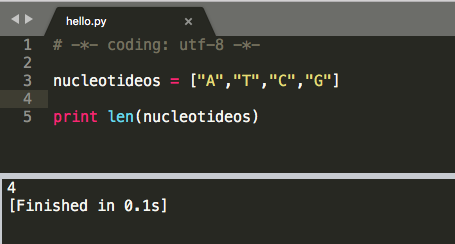 hello.py
1 # -*- coding: utf-8 -*-
2
3 nucleotideos = ["A","T","C","G"]
4
5 print len(nucleotideos)
4
[Finished in 0.1s]